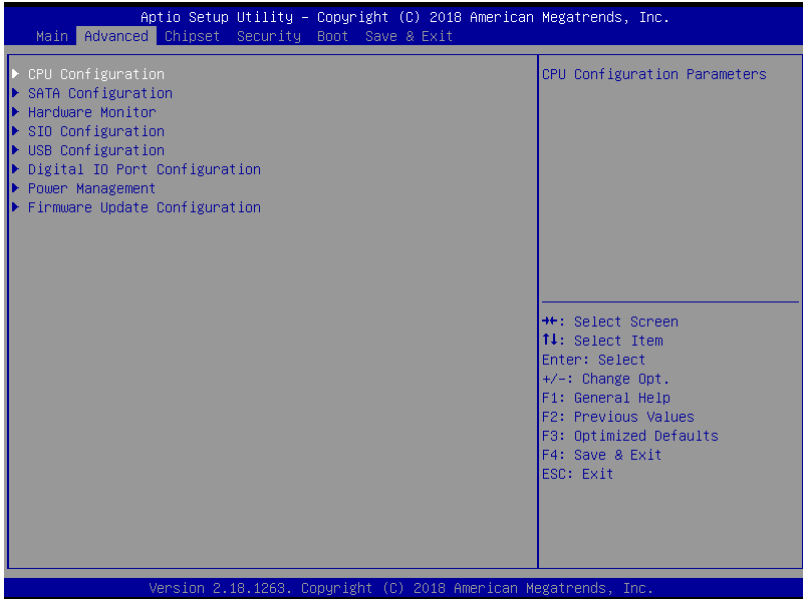 Aptio Setup Utility – Copyright (C) 2018 American Megatrends, Inc.
Main Advanced Chipset Security Boot Save & Exit
CPU Configuration
SATA Configuration
Hardware Monitor
SIO Configuration
USB Configuration
Digital IO Port Configuration
Power Management
Firmware Update Configuration
CPU Configuration Parameters
→←: Select Screen
↑↓: Select Item
Enter: Select
+/-: Change Opt.
F1: General Help
F2: Previous Values
F3: Optimized Defaults
F4: Save & Exit
ESC: Exit
Version 2.18.1263. Copyright (C) 2018 American Megatrends, Inc.